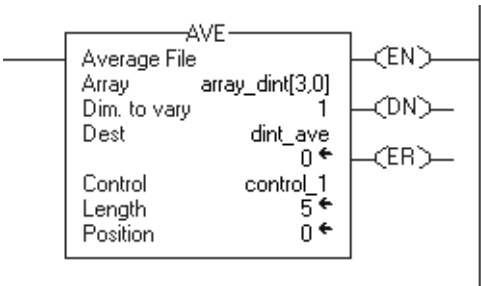 AVE
Average File
Array array_dint[3,0]
Dim. to vary 1
Dest dint_ave
0
Control control_1
Length 5
Position 0
EN
DN
ER